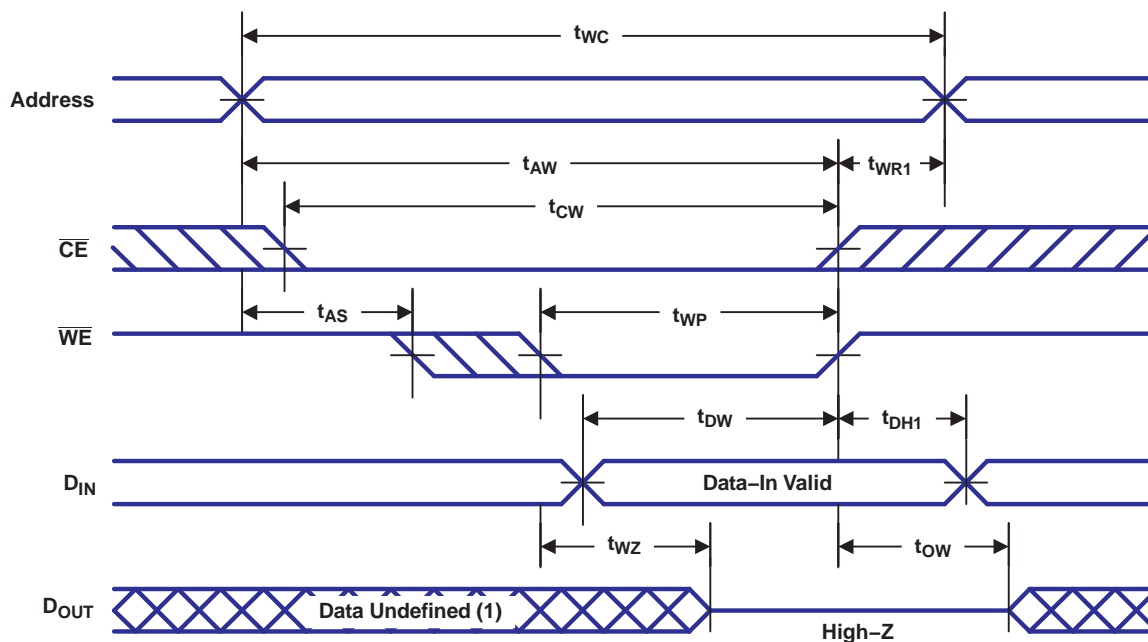 tWC
Address
tAW
tWR1
tCW
CE
tAS
tWP
WE
tDW
tDH1
DIN
Data–In Valid
tWZ
tOW
DOUT
Data Undefined (1)
High–Z